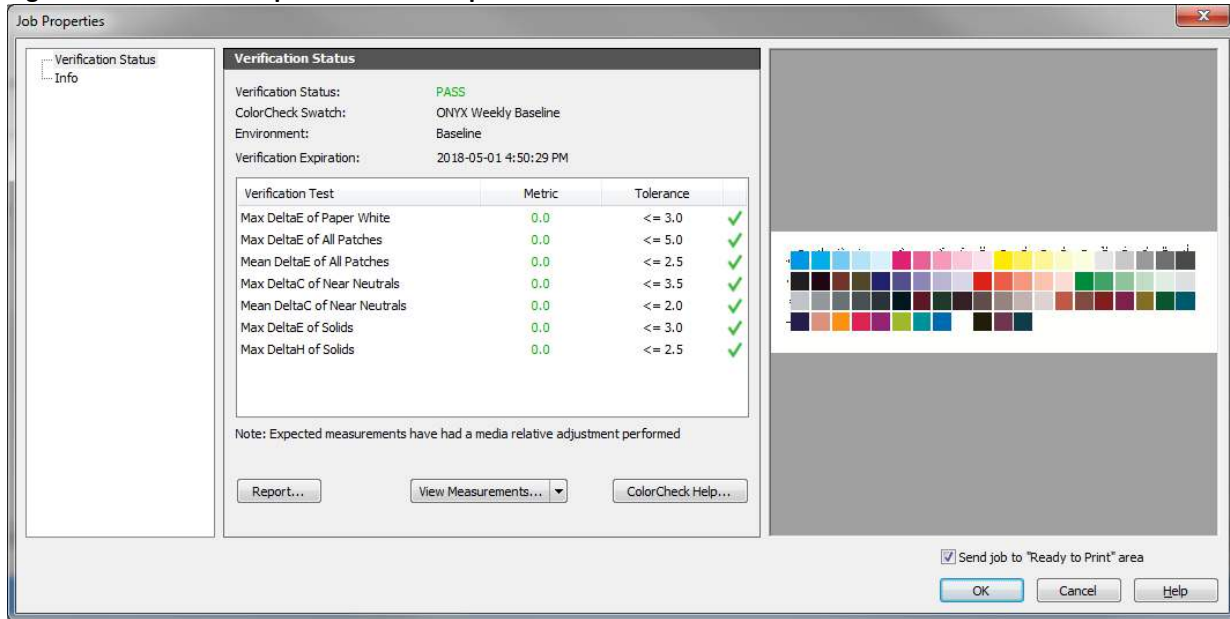 Job Properties
Verification Status
Info
Verification Status
Verification Status: PASS
ColorCheck Swatch: ONYX Weekly Baseline
Environment: Baseline
Verification Expiration: 2018-05-01 4:50:29 PM
Verification Test Metric Tolerance
Max DeltaE of Paper White 0.0 <= 3.0
Max DeltaE of All Patches 0.0 <= 5.0
Mean DeltaE of All Patches 0.0 <= 2.5
Max DeltaC of Near Neutrals 0.0 <= 3.5
Mean DeltaC of Near Neutrals 0.0 <= 2.0
Max DeltaE of Solids 0.0 <= 3.0
Max DeltaH of Solids 0.0 <= 2.5
Note: Expected measurements have had a media relative adjustment performed
Report...
View Measurements...
ColorCheck Help...
Send job to "Ready to Print" area
OK
Cancel
Help